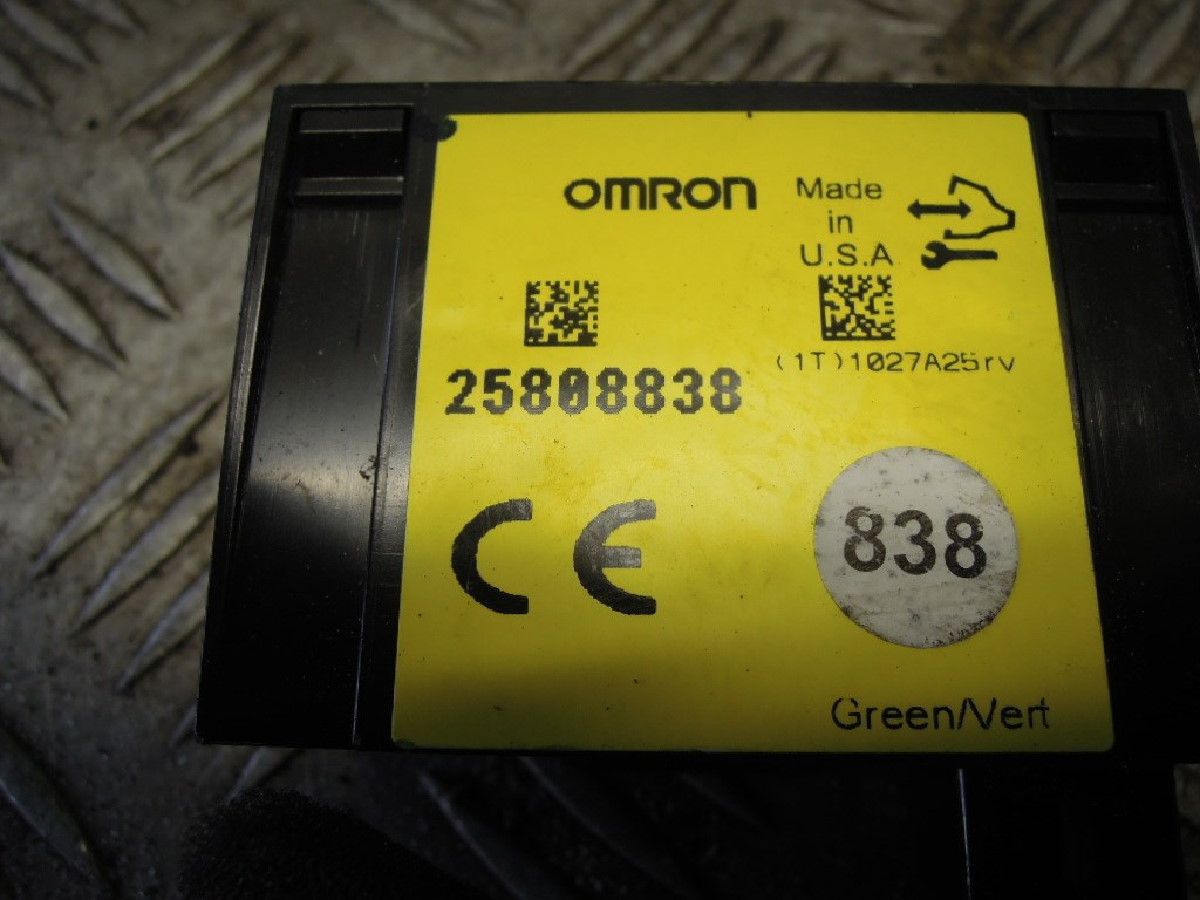 OMRON
Made
in
U.S.A
(1T)1027A25rv
25808838
CE
838
Green/Vert